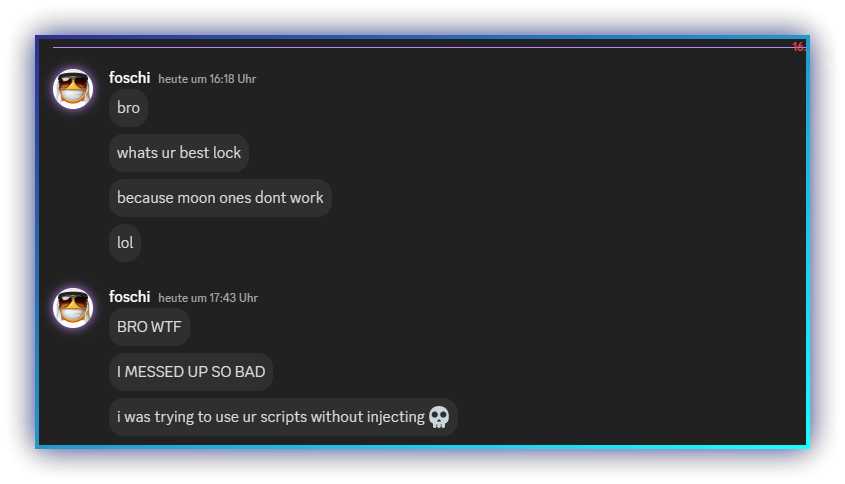 16.
foschi heute um 16:18 Uhr
bro
whats ur best lock
because moon ones dont work
lol
foschi heute um 17:43 Uhr
BRO WTF
I MESSED UP SO BAD
i was trying to use ur scripts without injecting 💀